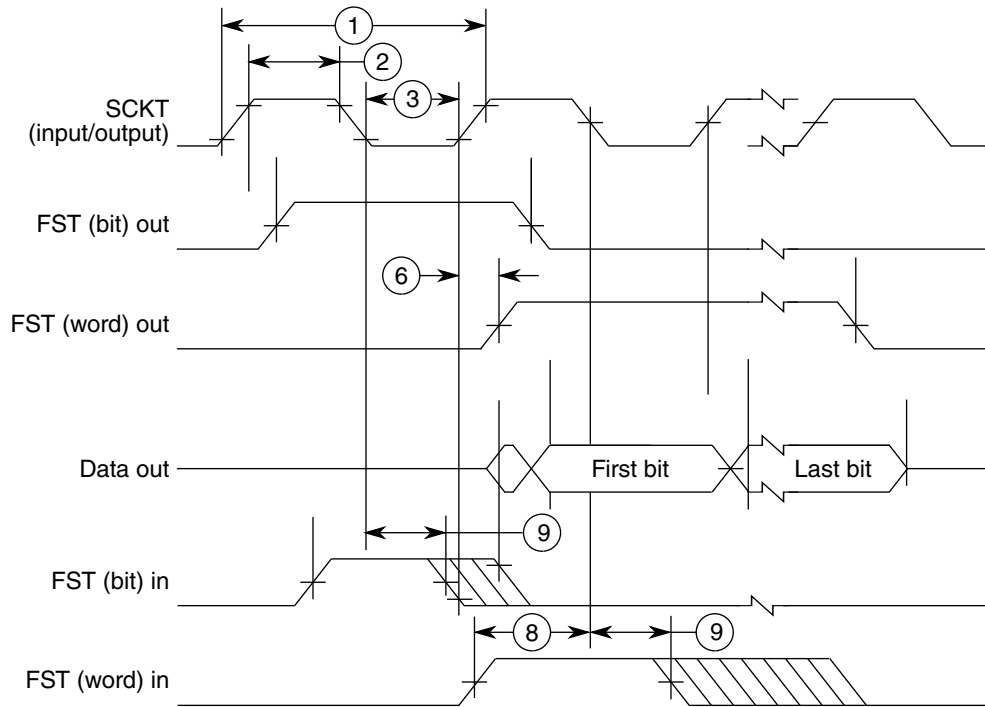 1
2
3
SCKT
(input/output)
FST (bit) out
6
FST (word) out
Data out
First bit
Last bit
9
FST (bit) in
8
9
FST (word) in